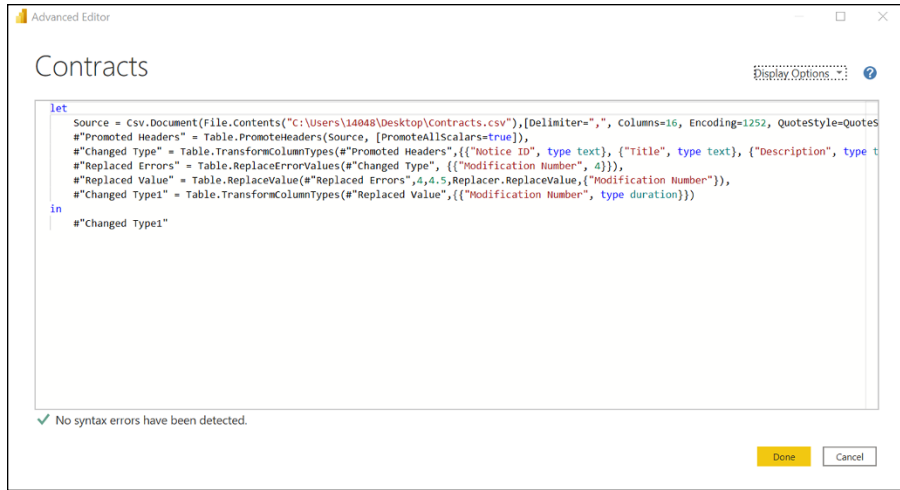 Advanced Editor
Contracts
Display Options
?
let
Source = Csv.Document(File.Contents("C:\Users\14048\Desktop\Contracts.csv"),[Delimiter=",", Columns=16, Encoding=1252, QuoteStyle=QuoteS
#"Promoted Headers" = Table.PromoteHeaders(Source, [PromoteAllScalars=true]),
#"Changed Type" = Table.TransformColumnTypes(#"Promoted Headers",{{"Notice ID", type text}, {"Title", type text}, {"Description", type t
#"Replaced Errors" = Table.ReplaceErrorValues(#"Changed Type", {{"Modification Number", 4}}),
#"Replaced Value" = Table.ReplaceValue(#"Replaced Errors",4,4.5,Replacer.ReplaceValue,{"Modification Number"}),
#"Changed Type1" = Table.TransformColumnTypes(#"Replaced Value",{{"Modification Number", type duration}})
in
#"Changed Type1"
No syntax errors have been detected.
Done
Cancel